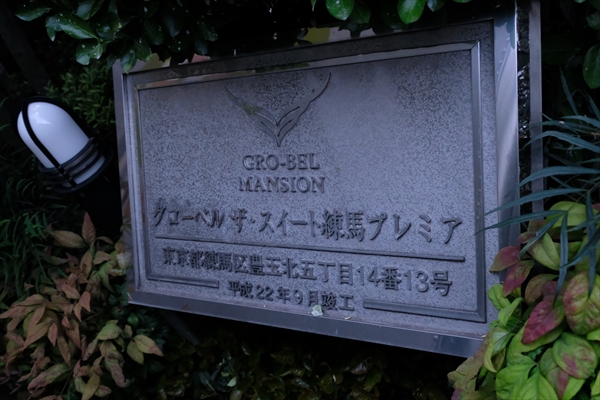 GRO-BEL
MANSION
グローベル ザ・スイート練馬プレミア
東京都練馬区豊玉北五丁目14番13号
平成22年9月竣工